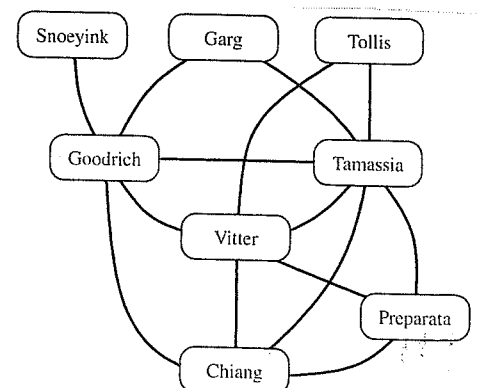 Snoeyink
Garg
Tollis
Goodrich
Tamassia
Vitter
Preparata
Chiang